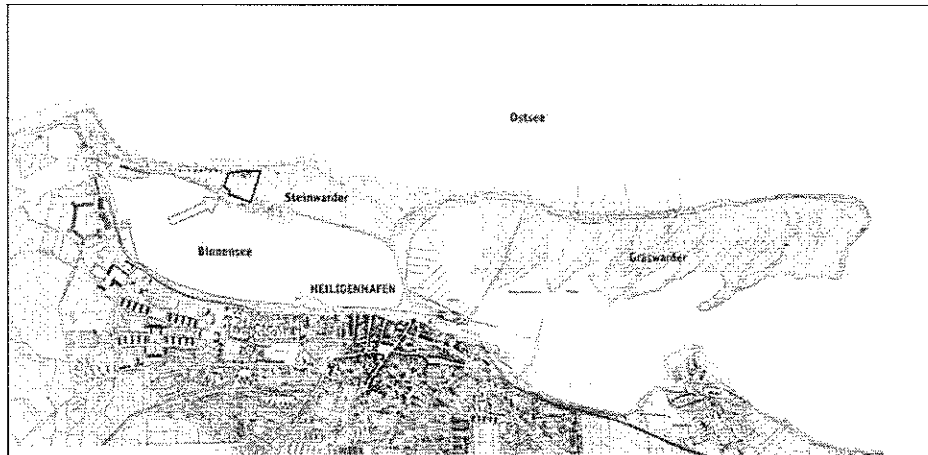 Ostsee
Steinwarder
Binnensee
Graswarder
HEILIGENHAFEN